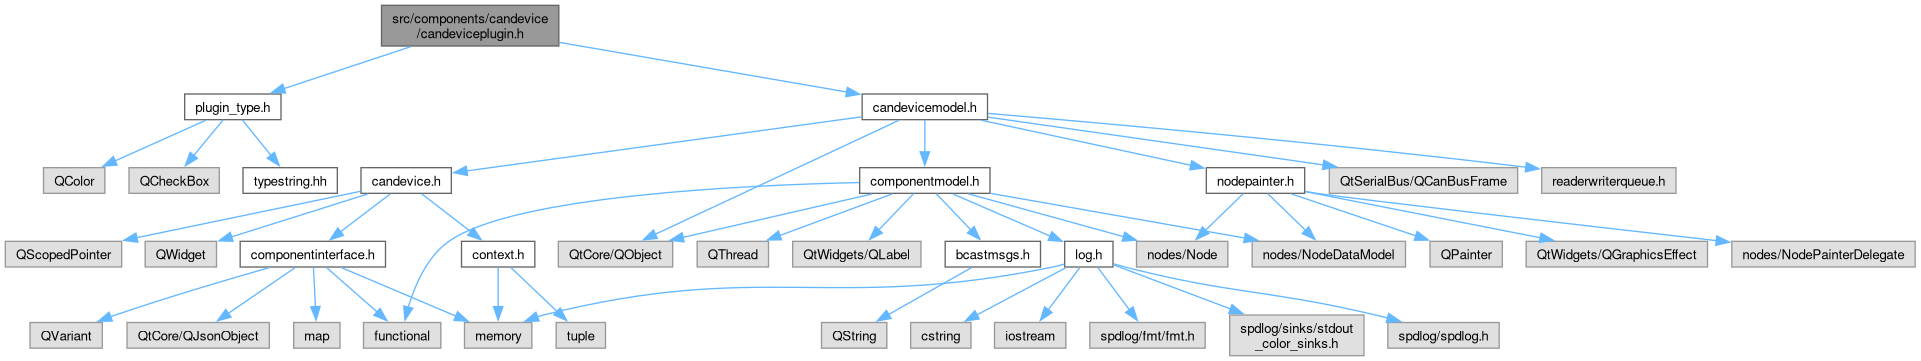 src/components/candevice
/candeviceplugin.h
plugin_type.h
candevicemodel.h
QColor
QCheckBox
typestring.hh
candevice.h
componentmodel.h
nodepainter.h
QtSerialBus/QCanBusFrame
readerwriterqueue.h
QScopedPointer
QWidget
componentinterface.h
context.h
QtCore/QObject
QThread
QtWidgets/QLabel
bcastmsgs.h
log.h
nodes/Node
nodes/NodeDataModel
QPainter
QtWidgets/QGraphicsEffect
nodes/NodePainterDelegate
QVariant
QtCore/QJsonObject
map
functional
memory
tuple
QString
cstring
iostream
spdlog/fmt/fmt.h
spdlog/sinks/stdout
_color_sinks.h
spdlog/spdlog.h